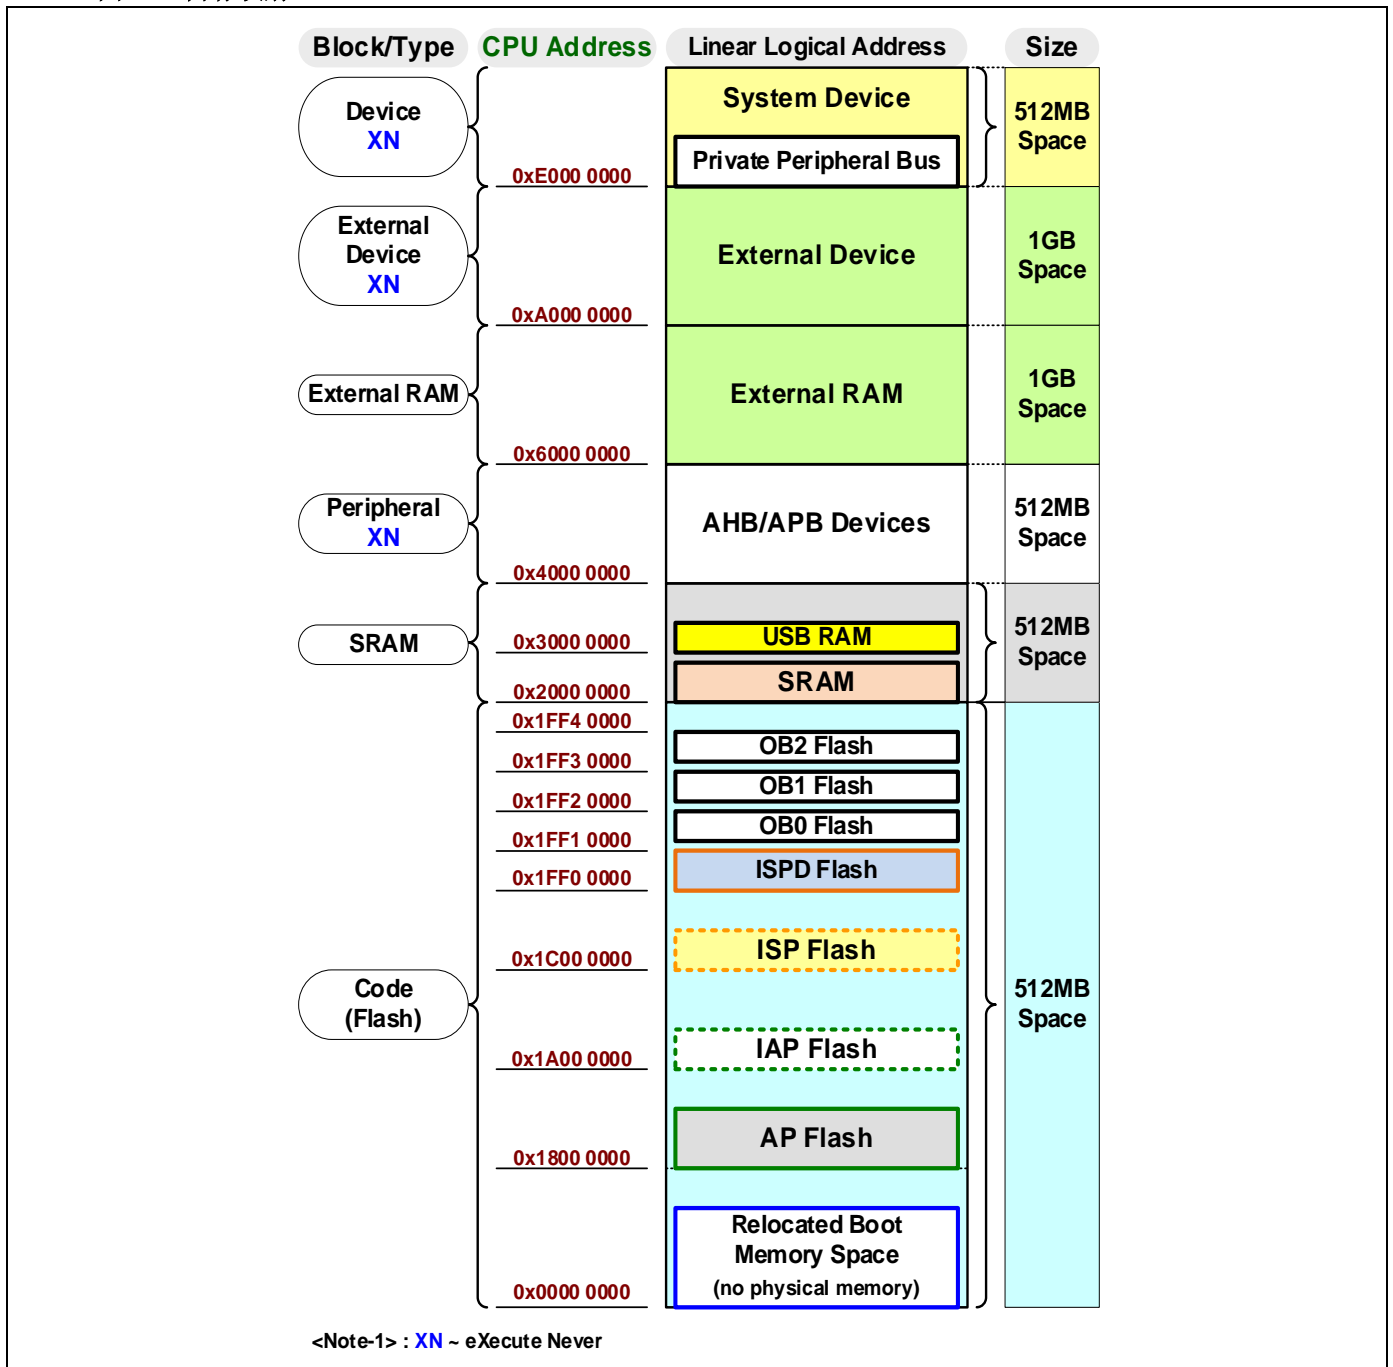 Block/Type CPU Address Linear Logical Address Size
System Device
Device
XN
512MB
Space
Private Peripheral Bus
0xE000 0000
External
Device
XN
External Device
1GB
Space
0xA000 0000
External RAM
External RAM
1GB
Space
0x6000 0000
Peripheral
XN
AHB/APB Devices
512MB
Space
0x4000 0000
SRAM
0x3000 0000
USB RAM
512MB
Space
SRAM
0x2000 0000
0x1FF4 0000
OB2 Flash
0x1FF3 0000
OB1 Flash
0x1FF2 0000
OB0 Flash
0x1FF1 0000
ISPD Flash
0x1FF0 0000
ISP Flash
0x1C00 0000
Code
(Flash)
512MB
Space
IAP Flash
0x1A00 0000
AP Flash
0x1800 0000
Relocated Boot
Memory Space
(no physical memory)
0x0000 0000
<Note-1> : XN ~ eXecute Never